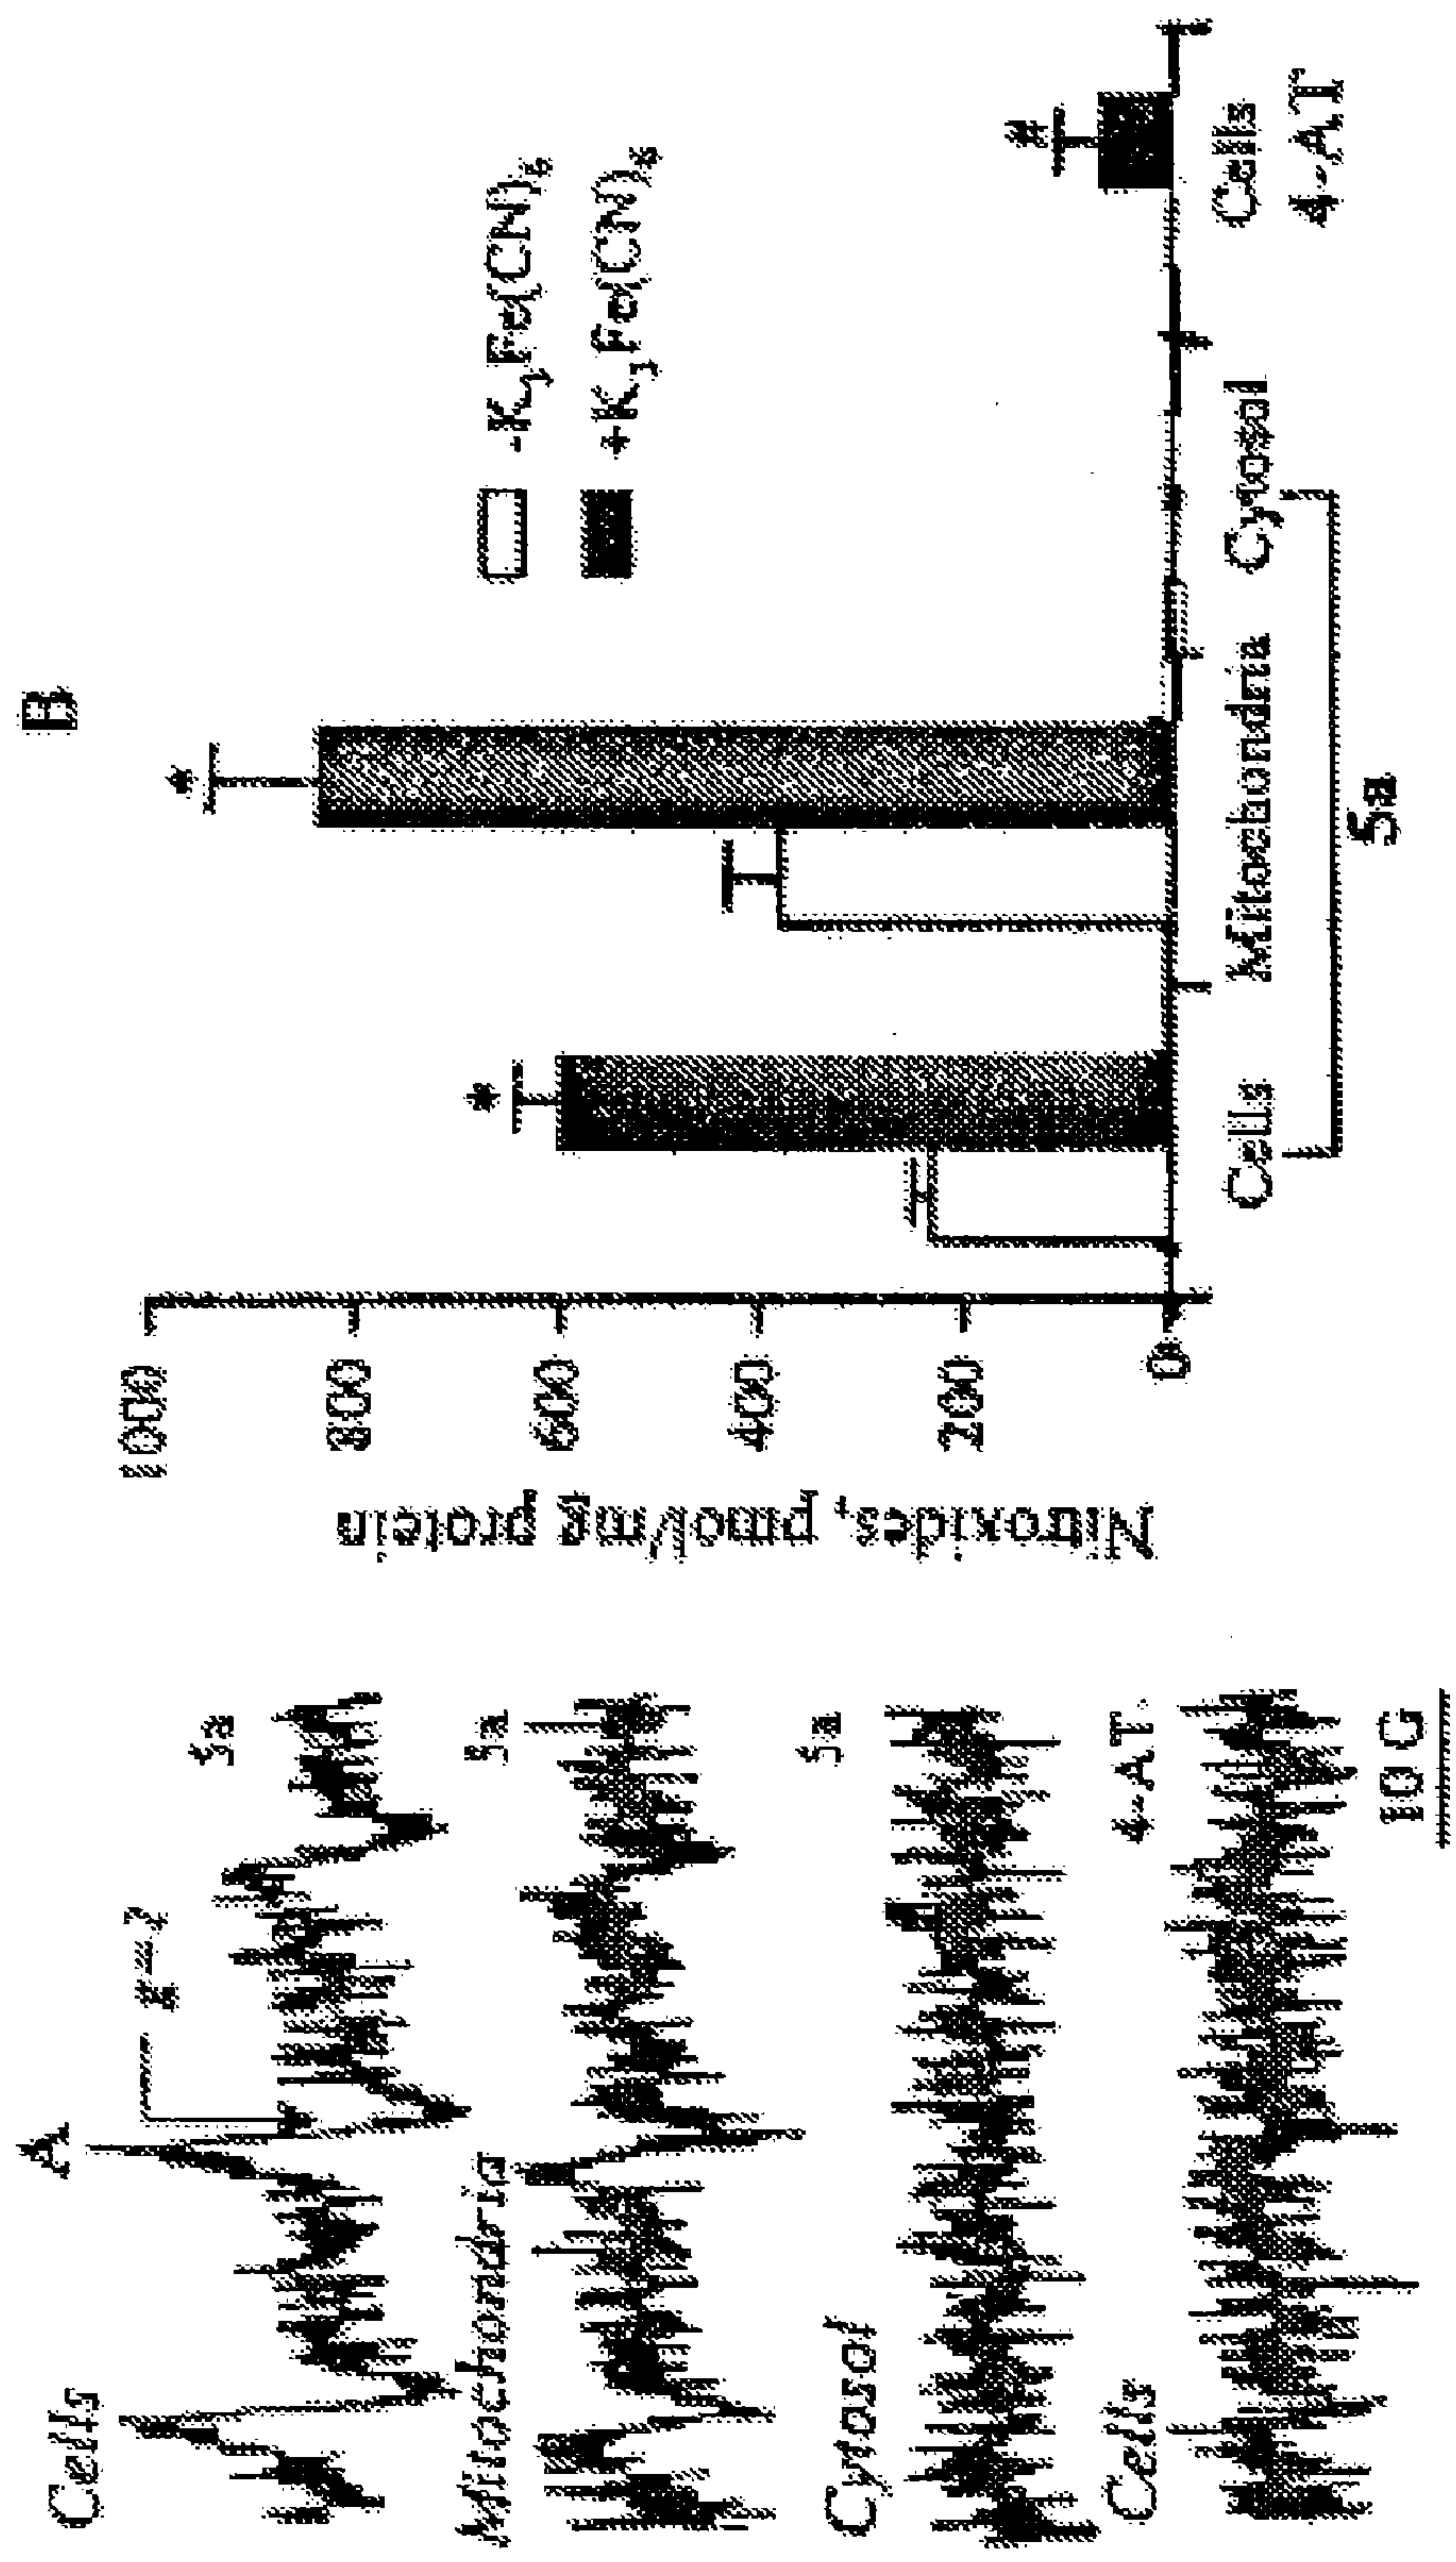 A
Cells
5a
g=?
Mitochondria
5a
Cytosol
5a
Cells
4-AT
10 G
B
Nitroxides, pmol/mg protein
1000
800
600
400
200
0
*
*
#
-K3Fe(CN)6
+K3Fe(CN)6
Cells
Mitochondria
Cytosol
Cells
4-AT
5a